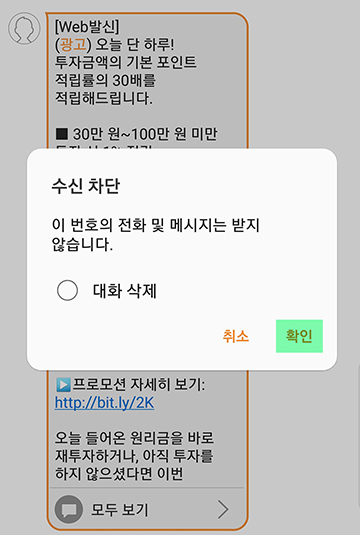 [Web발신]
(광고) 오늘 단 하루!
투자금액의 기본 포인트
적립률의 30배를
적립해드립니다.
■ 30만 원~100만 원 미만
수신 차단
이 번호의 전화 및 메시지는 받지
않습니다.
대화 삭제
취소
확인
▶프로모션 자세히 보기:
http://bit.ly/2K
오늘 들어온 원리금을 바로
재투자하거나, 아직 투자를
하지 않으셨다면 이번
모두 보기